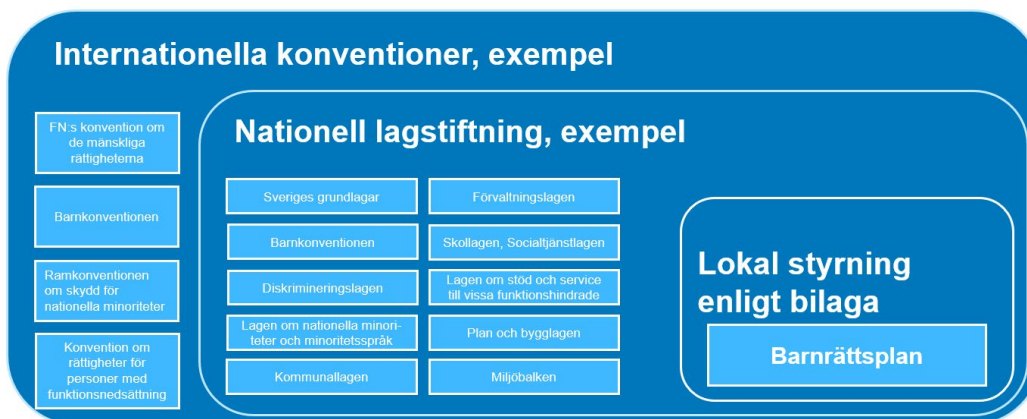 Internationella konventioner, exempel
FN:s konvention om
de mänskliga
rättigheterna
Barnkonventionen
Ramkonventionen
om skydd för
nationella minoriteter
Konvention om
rättigheter för
personer med
funktionsnedsättning
Nationell lagstiftning, exempel
Sveriges grundlagar
Förvaltningslagen
Barnkonventionen
Skollagen, Socialtjänstlagen
Diskrimineringslagen
Lagen om stöd och service
till vissa funktionshindrade
Lagen om nationella minori-
teter och minoritetsspråk
Plan och bygglagen
Kommunallagen
Miljöbalken
Lokal styrning
enligt bilaga
Barnrättsplan